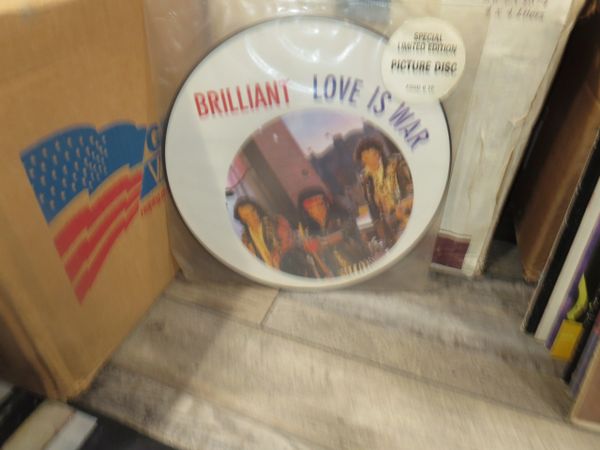 SPECIAL
LIMITED EDITION
PICTURE DISC
BRILLIANT LOVE IS WAR